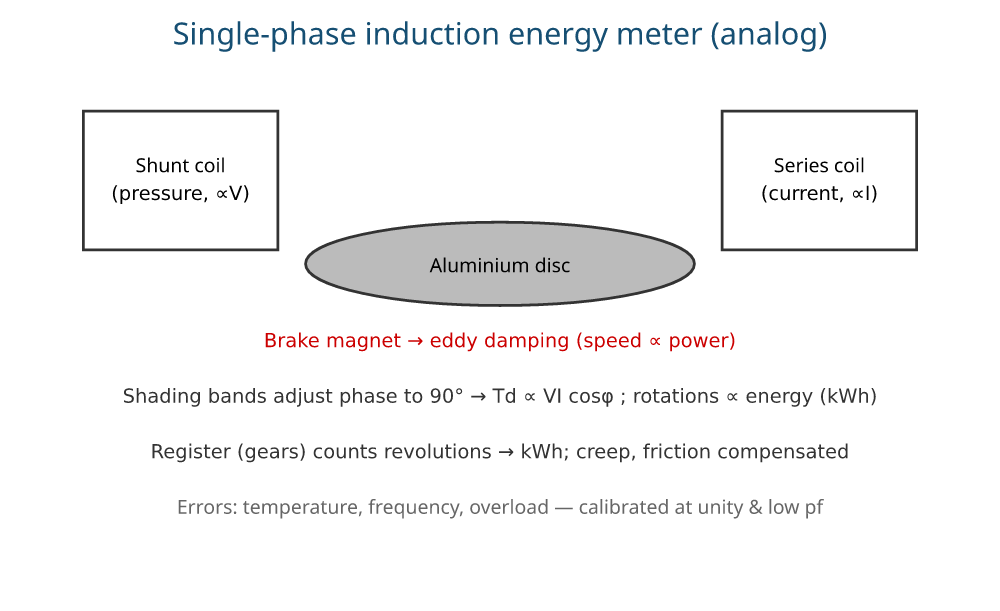 Single-phase induction energy meter (analog)
Shunt coil
(pressure, ∝V)
Series coil
(current, ∝I)
Aluminium disc
Brake magnet → eddy damping (speed ∝ power)
Shading bands adjust phase to 90° → Td ∝ VI cosφ ; rotations ∝ energy (kWh)
Register (gears) counts revolutions → kWh; creep, friction compensated
Errors: temperature, frequency, overload — calibrated at unity & low pf